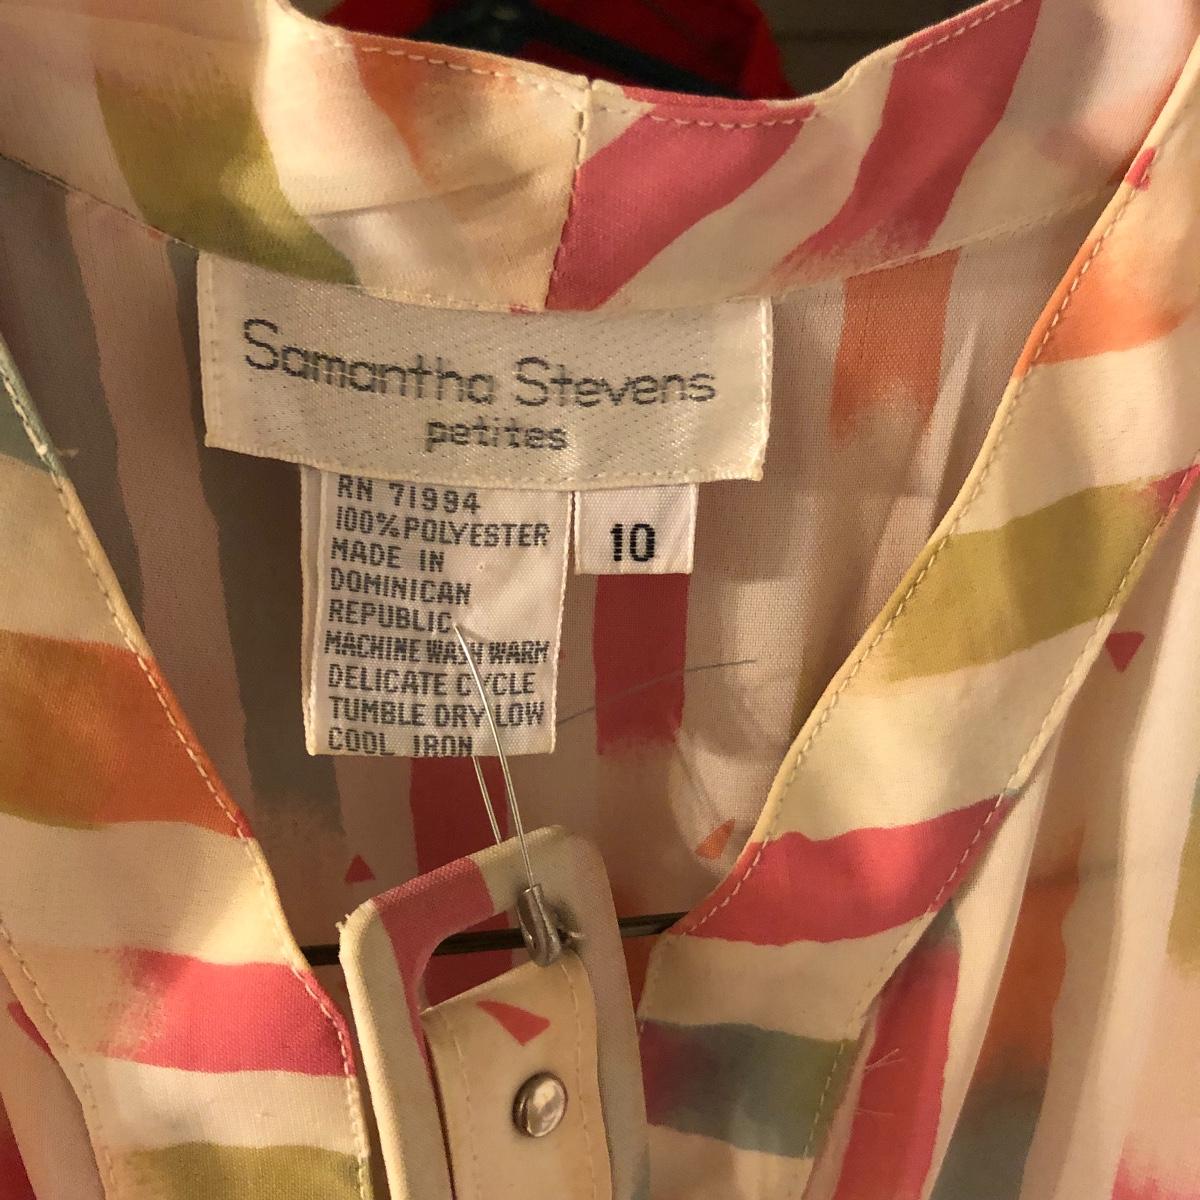 Samantha Stevens
petites
RN 71994
100%POLYESTER
MADE IN
DOMINICAN
REPUBLIC
MACHINE WASH WARM
DELICATE CYCLE
TUMBLE DRY LOW
COOL IRON
10